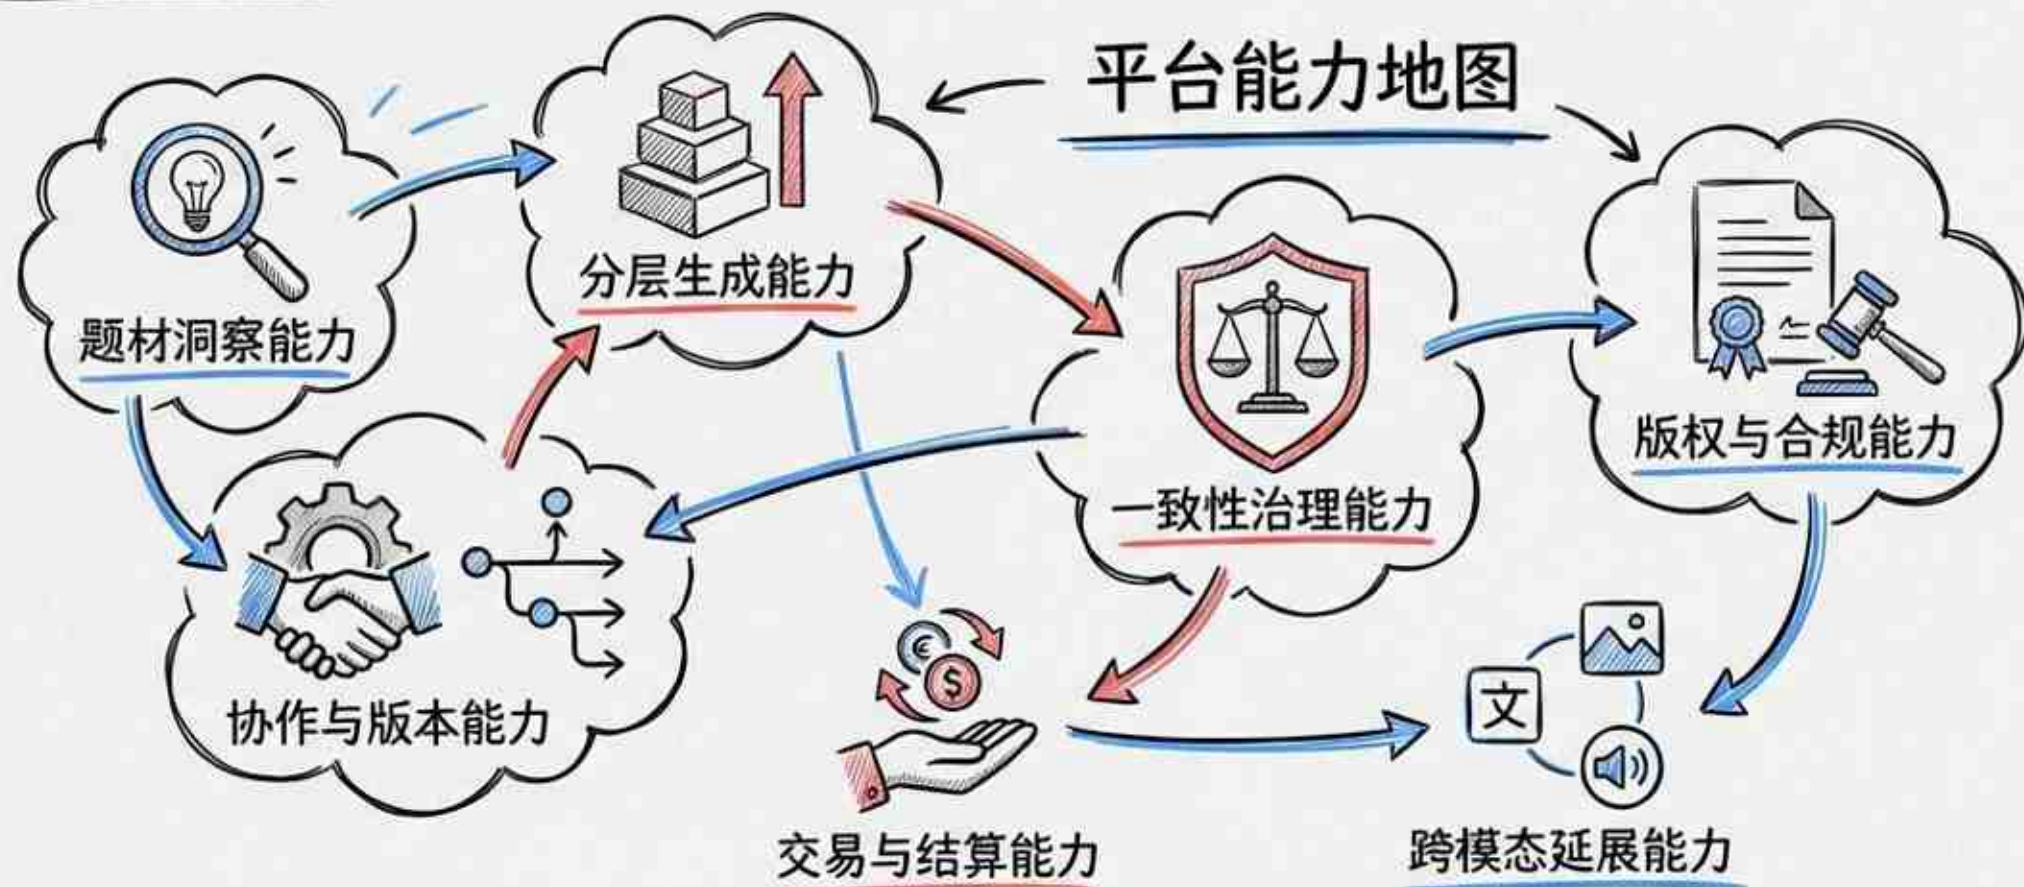 平台能力地图
题材洞察能力
分层生成能力
一致性治理能力
版权与合规能力
协作与版本能力
€
$
文
交易与结算能力
跨模态延展能力